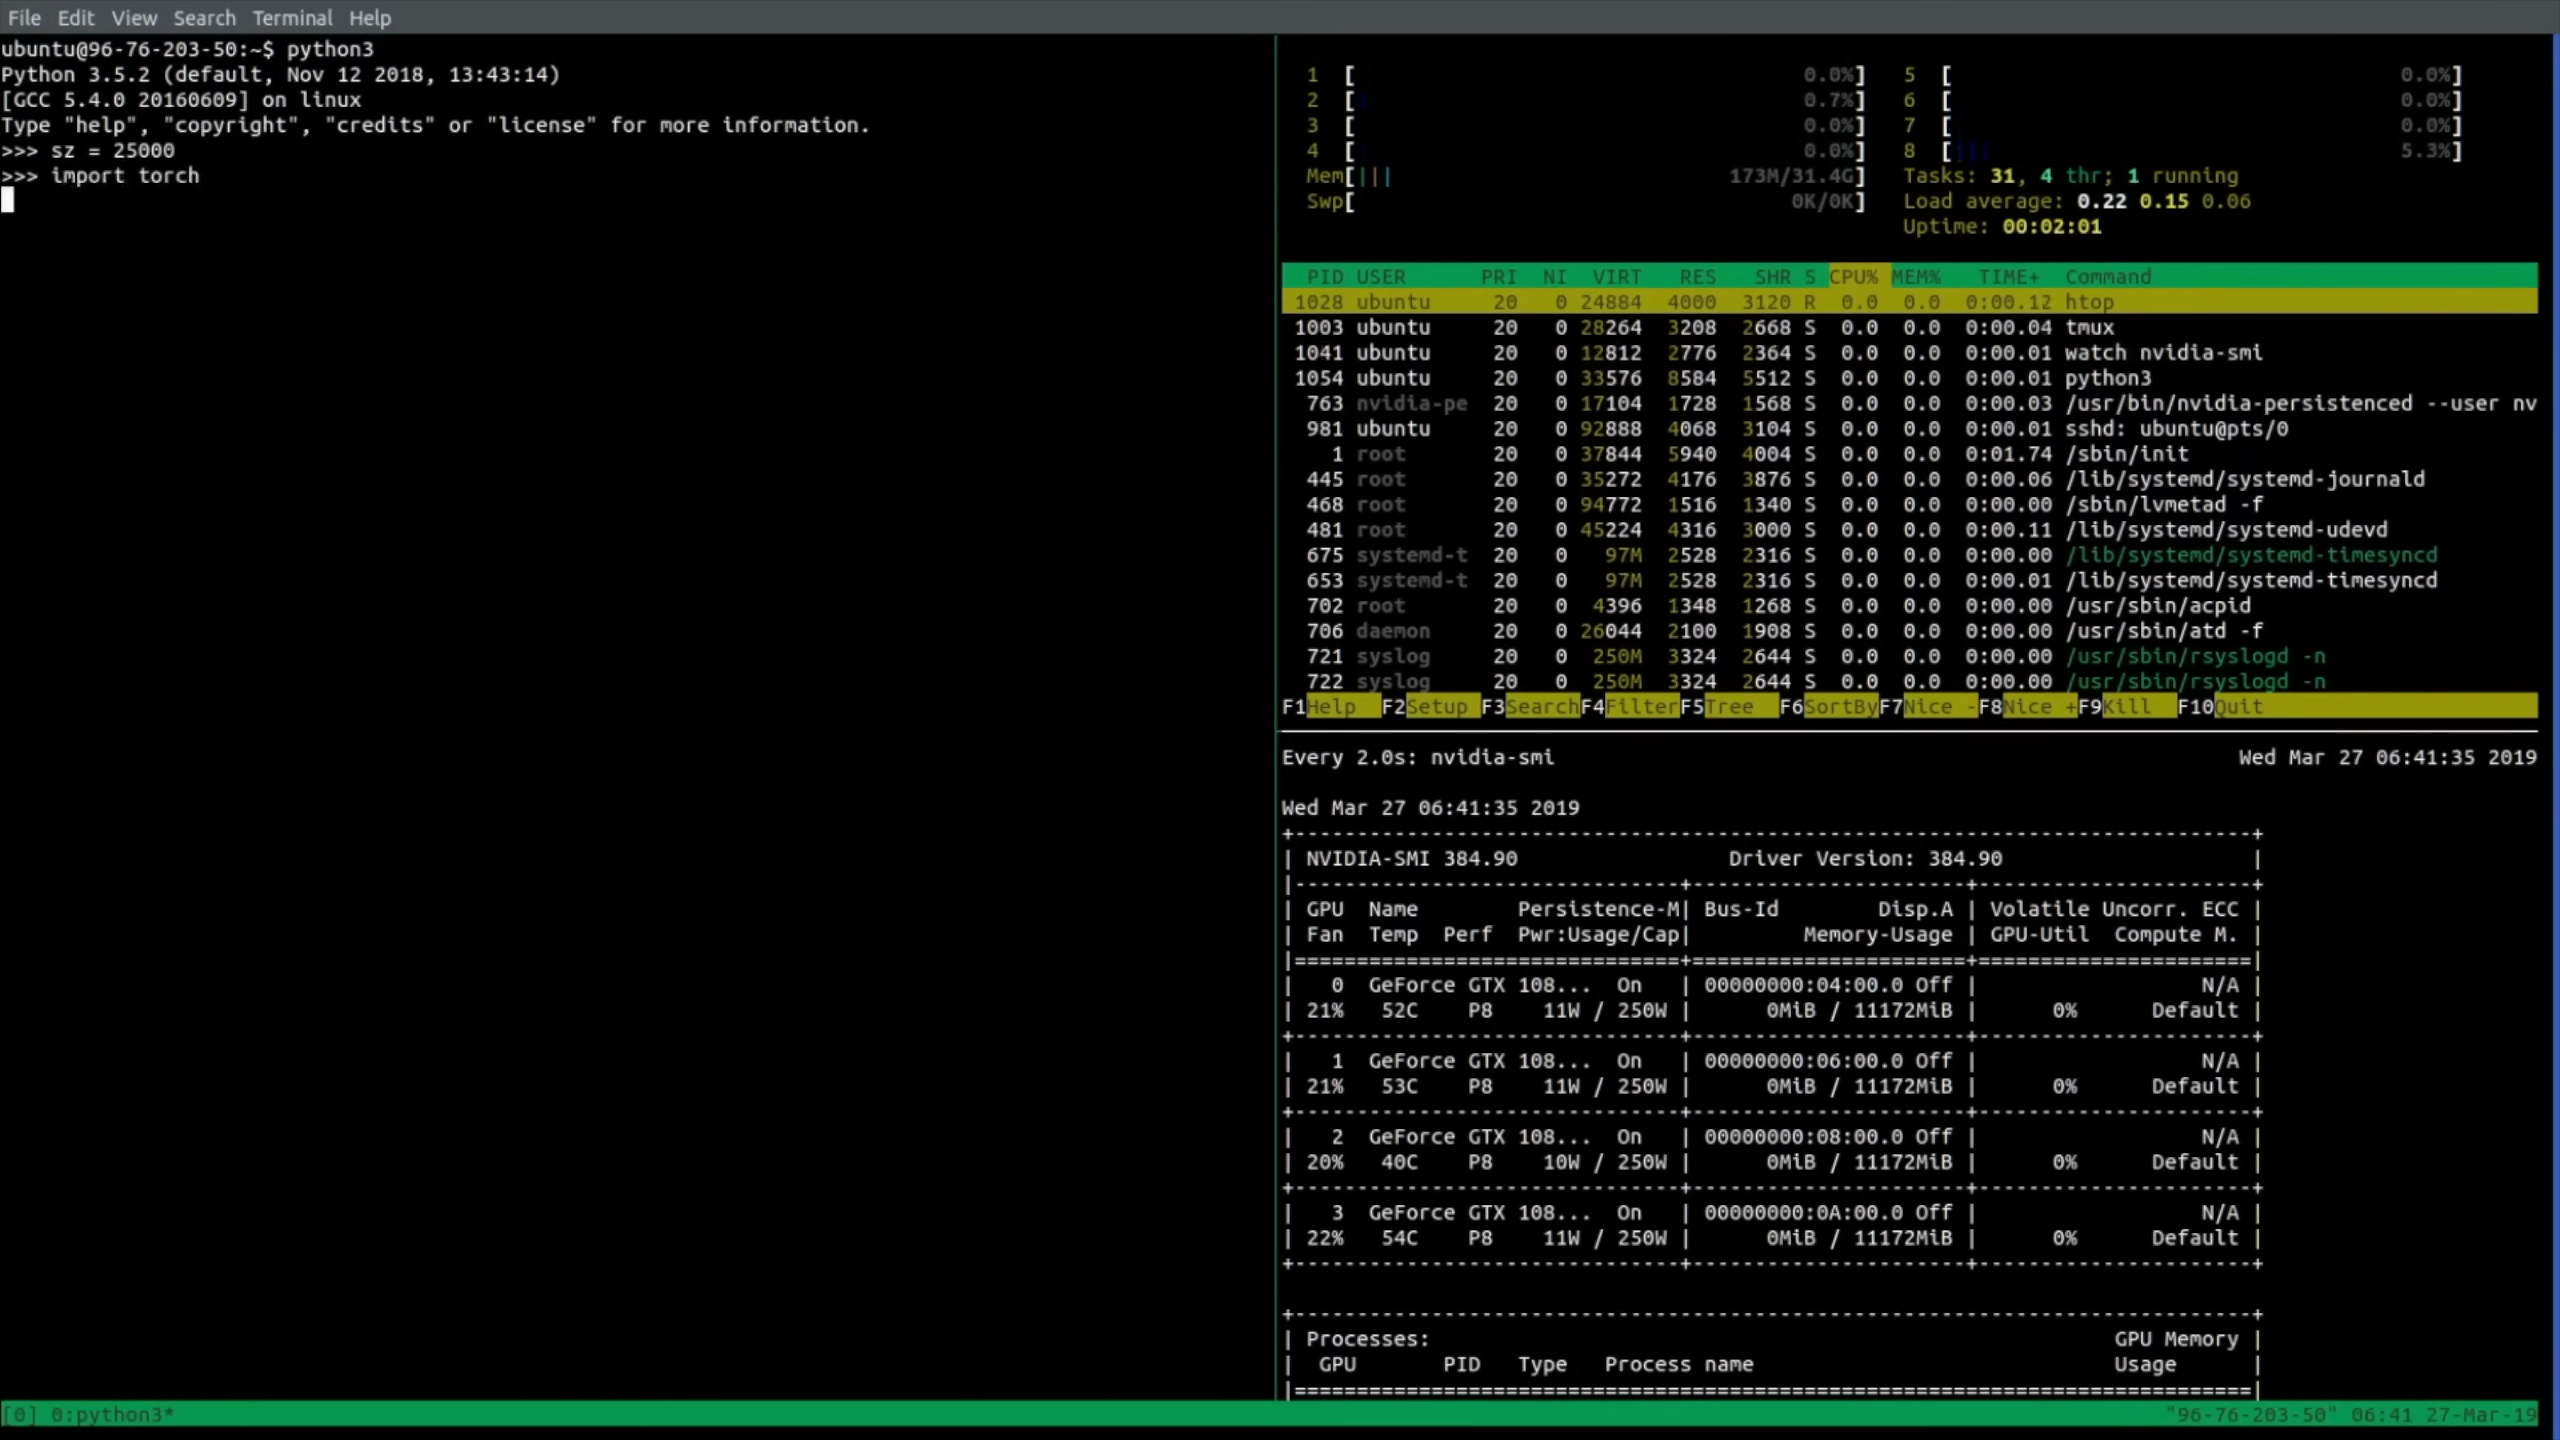 File Edit View Search Terminal Help
ubuntu@96-76-203-50:~$ python3
Python 3.5.2 (default, Nov 12 2018, 13:43:14)
[GCC 5.4.0 20160609] on linux
Type "help", "copyright", "credits" or "license" for more information.
>>> sz = 25000
>>> import torch
1 [ 0.0%] 5 [ 0.0%]
2 [ 0.7%] 6 [ 0.0%]
3 [ 0.0%] 7 [ 0.0%]
4 [ 0.0%] 8 [||| 5.3%]
Mem[||| 173M/31.4G] Tasks: 31, 4 thr; 1 running
Swp[ 0K/0K] Load average: 0.22 0.15 0.06
Uptime: 00:02:01
PID USER PRI NI VIRT RES SHR S CPU% MEM% TIME+ Command
1028 ubuntu 20 0 24884 4000 3120 R 0.0 0.0 0:00.12 htop
1003 ubuntu 20 0 28264 3208 2668 S 0.0 0.0 0:00.04 tmux
1041 ubuntu 20 0 12812 2776 2364 S 0.0 0.0 0:00.01 watch nvidia-smi
1054 ubuntu 20 0 33576 8584 5512 S 0.0 0.0 0:00.01 python3
763 nvidia-pe 20 0 17104 1728 1568 S 0.0 0.0 0:00.03 /usr/bin/nvidia-persistenced --user nv
981 ubuntu 20 0 92888 4068 3104 S 0.0 0.0 0:00.01 sshd: ubuntu@pts/0
1 root 20 0 37844 5940 4004 S 0.0 0.0 0:01.74 /sbin/init
445 root 20 0 35272 4176 3876 S 0.0 0.0 0:00.06 /lib/systemd/systemd-journald
468 root 20 0 94772 1516 1340 S 0.0 0.0 0:00.00 /sbin/lvmetad -f
481 root 20 0 45224 4316 3000 S 0.0 0.0 0:00.11 /lib/systemd/systemd-udevd
675 systemd-t 20 0 97M 2528 2316 S 0.0 0.0 0:00.00 /lib/systemd/systemd-timesyncd
653 systemd-t 20 0 97M 2528 2316 S 0.0 0.0 0:00.01 /lib/systemd/systemd-timesyncd
702 root 20 0 4396 1348 1268 S 0.0 0.0 0:00.00 /usr/sbin/acpid
706 daemon 20 0 26044 2100 1908 S 0.0 0.0 0:00.00 /usr/sbin/atd -f
721 syslog 20 0 250M 3324 2644 S 0.0 0.0 0:00.00 /usr/sbin/rsyslogd -n
722 syslog 20 0 250M 3324 2644 S 0.0 0.0 0:00.00 /usr/sbin/rsyslogd -n
F1Help F2Setup F3SearchF4FilterF5Tree F6SortByF7Nice -F8Nice +F9Kill F10Quit
Every 2.0s: nvidia-smi Wed Mar 27 06:41:35 2019
Wed Mar 27 06:41:35 2019
+-----------------------------------------------------------------------------+
| NVIDIA-SMI 384.90 Driver Version: 384.90 |
|-------------------------------+----------------------+----------------------+
| GPU Name Persistence-M| Bus-Id Disp.A | Volatile Uncorr. ECC |
| Fan Temp Perf Pwr:Usage/Cap| Memory-Usage | GPU-Util Compute M. |
|===============================+======================+======================|
| 0 GeForce GTX 108... On | 00000000:04:00.0 Off | N/A |
| 21% 52C P8 11W / 250W | 0MiB / 11172MiB | 0% Default |
+-------------------------------+----------------------+----------------------+
| 1 GeForce GTX 108... On | 00000000:06:00.0 Off | N/A |
| 21% 53C P8 11W / 250W | 0MiB / 11172MiB | 0% Default |
+-------------------------------+----------------------+----------------------+
| 2 GeForce GTX 108... On | 00000000:08:00.0 Off | N/A |
| 20% 40C P8 10W / 250W | 0MiB / 11172MiB | 0% Default |
+-------------------------------+----------------------+----------------------+
| 3 GeForce GTX 108... On | 00000000:0A:00.0 Off | N/A |
| 22% 54C P8 11W / 250W | 0MiB / 11172MiB | 0% Default |
+-------------------------------+----------------------+----------------------+
+-----------------------------------------------------------------------------+
| Processes: GPU Memory |
| GPU PID Type Process name Usage |
|=============================================================================|
[0] 0:python3* "96-76-203-50" 06:41 27-Mar-19